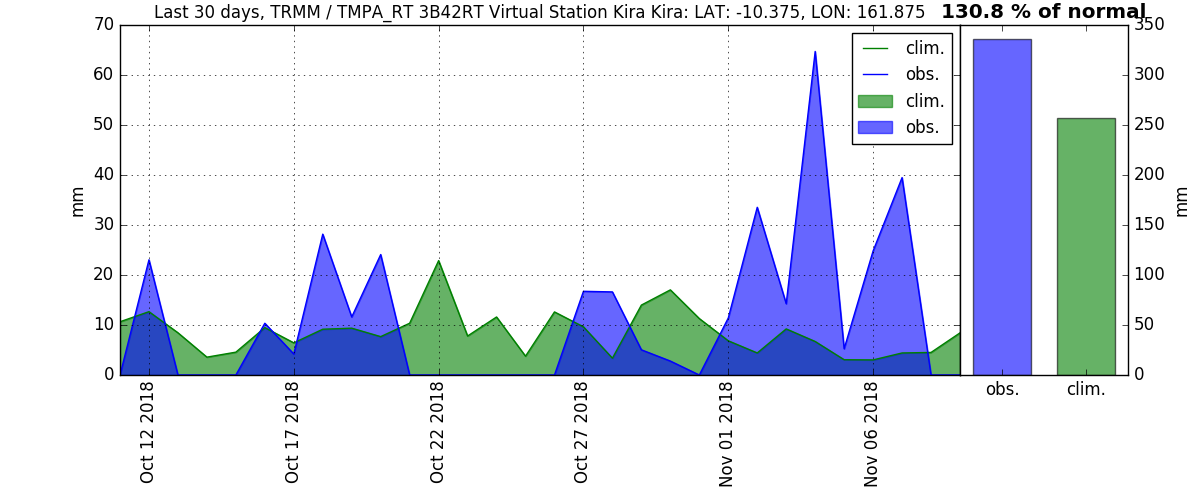 Last 30 days, TRMM / TMPA_RT 3B42RT Virtual Station Kira Kira: LAT: -10.375, LON: 161.875 130.8 % of normal
70
60
50
40
30
20
10
0
mm
clim.
obs.
clim.
obs.
350
300
250
200
150
100
50
0
mm
obs. clim.
Oct 12 2018
Oct 17 2018
Oct 22 2018
Oct 27 2018
Nov 01 2018
Nov 06 2018